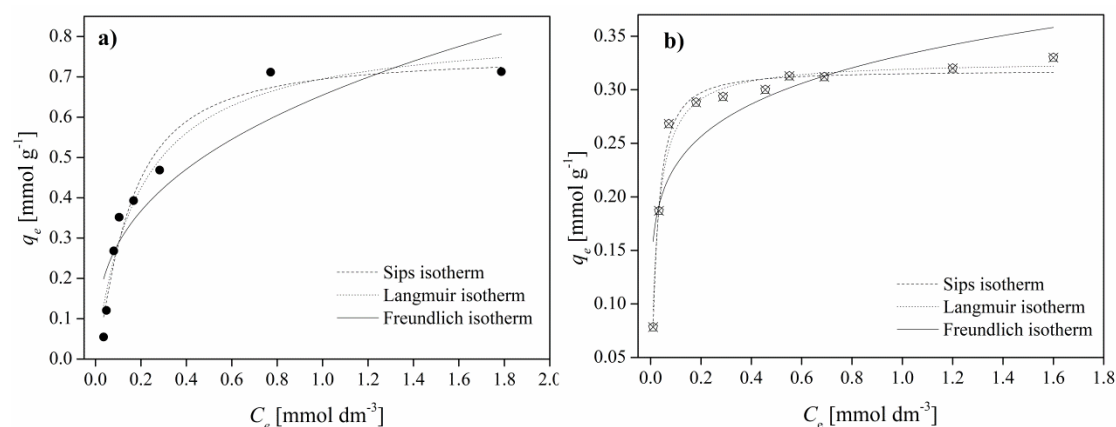 a)
q_e [mmol g⁻¹]
0.8
0.7
0.6
0.5
0.4
0.3
0.2
0.1
0.0
Sips isotherm
Langmuir isotherm
Freundlich isotherm
0.0 0.2 0.4 0.6 0.8 1.0 1.2 1.4 1.6 1.8 2.0
C_e [mmol dm⁻³]
b)
q_e [mmol g⁻¹]
0.35
0.30
0.25
0.20
0.15
0.10
0.05
Sips isotherm
Langmuir isotherm
Freundlich isotherm
0.0 0.2 0.4 0.6 0.8 1.0 1.2 1.4 1.6 1.8
C_e [mmol dm⁻³]